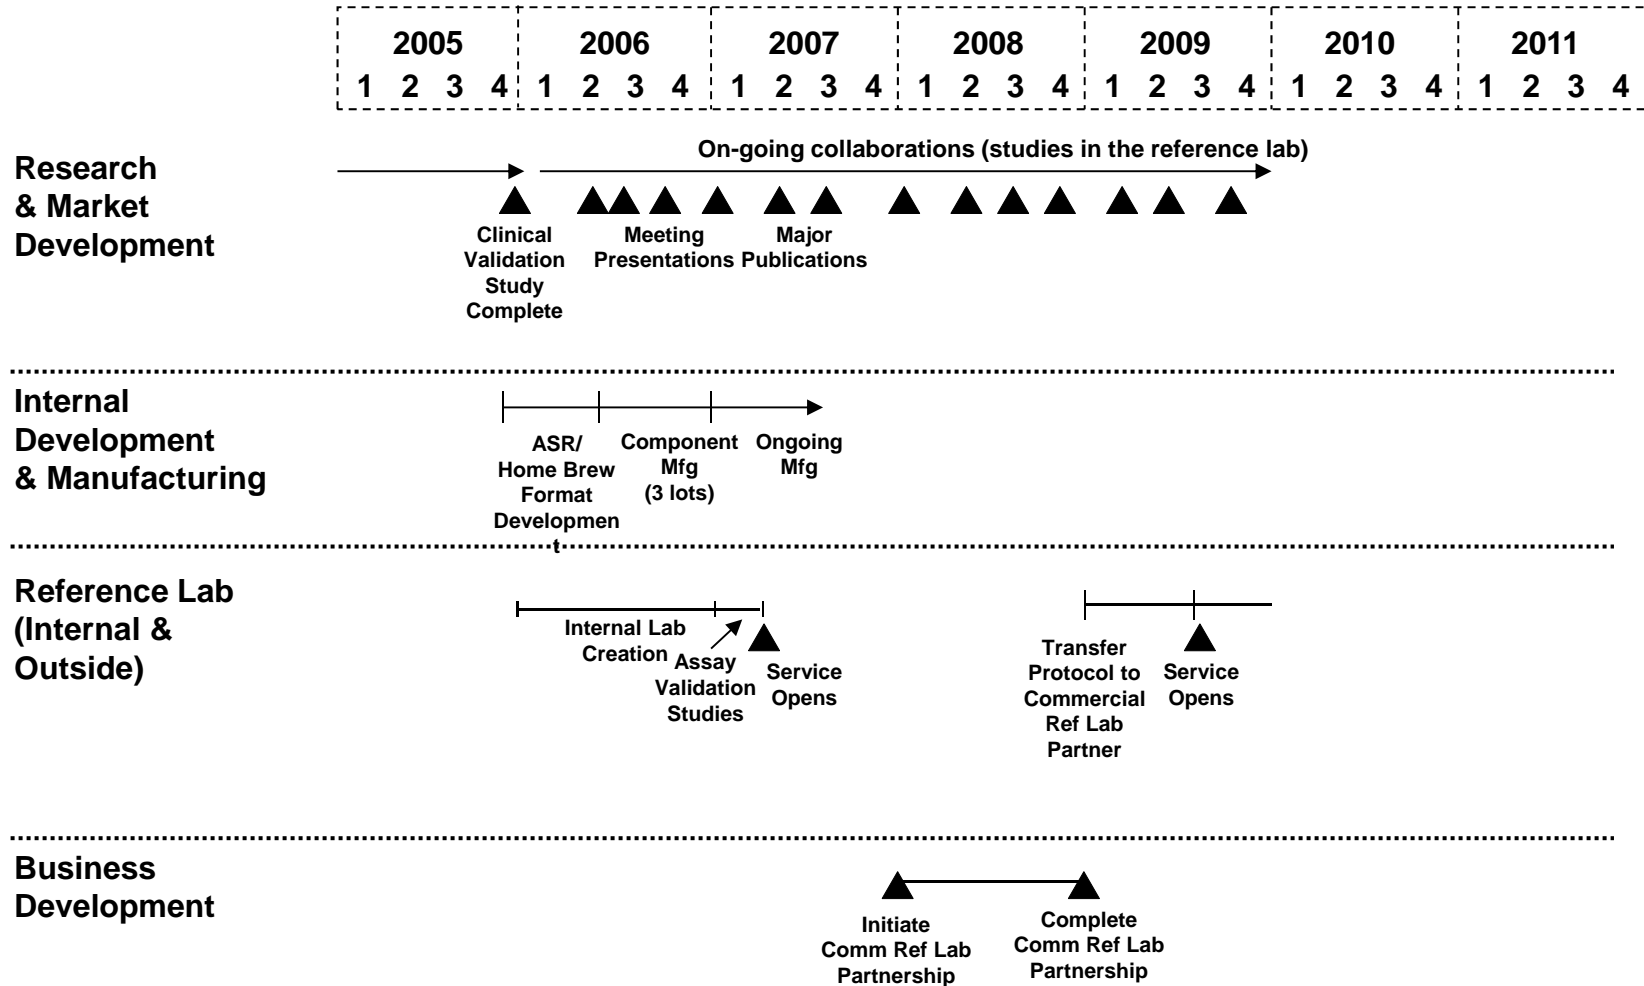 2005 2006 2007 2008 2009 2010 2011
1 2 3 4 1 2 3 4 1 2 3 4 1 2 3 4 1 2 3 4 1 2 3 4 1 2 3 4
On-going collaborations (studies in the reference lab)
Research
& Market
Development
Clinical
Validation
Study
Complete
Meeting
Presentations
Major
Publications
Internal
Development
& Manufacturing
ASR/
Home Brew
Format
Developmen
t
Component
Mfg
(3 lots)
Ongoing
Mfg
Reference Lab
(Internal &
Outside)
Internal Lab
Creation
Assay
Validation
Studies
Service
Opens
Transfer
Protocol to
Commercial
Ref Lab
Partner
Service
Opens
Business
Development
Initiate
Comm Ref Lab
Partnership
Complete
Comm Ref Lab
Partnership